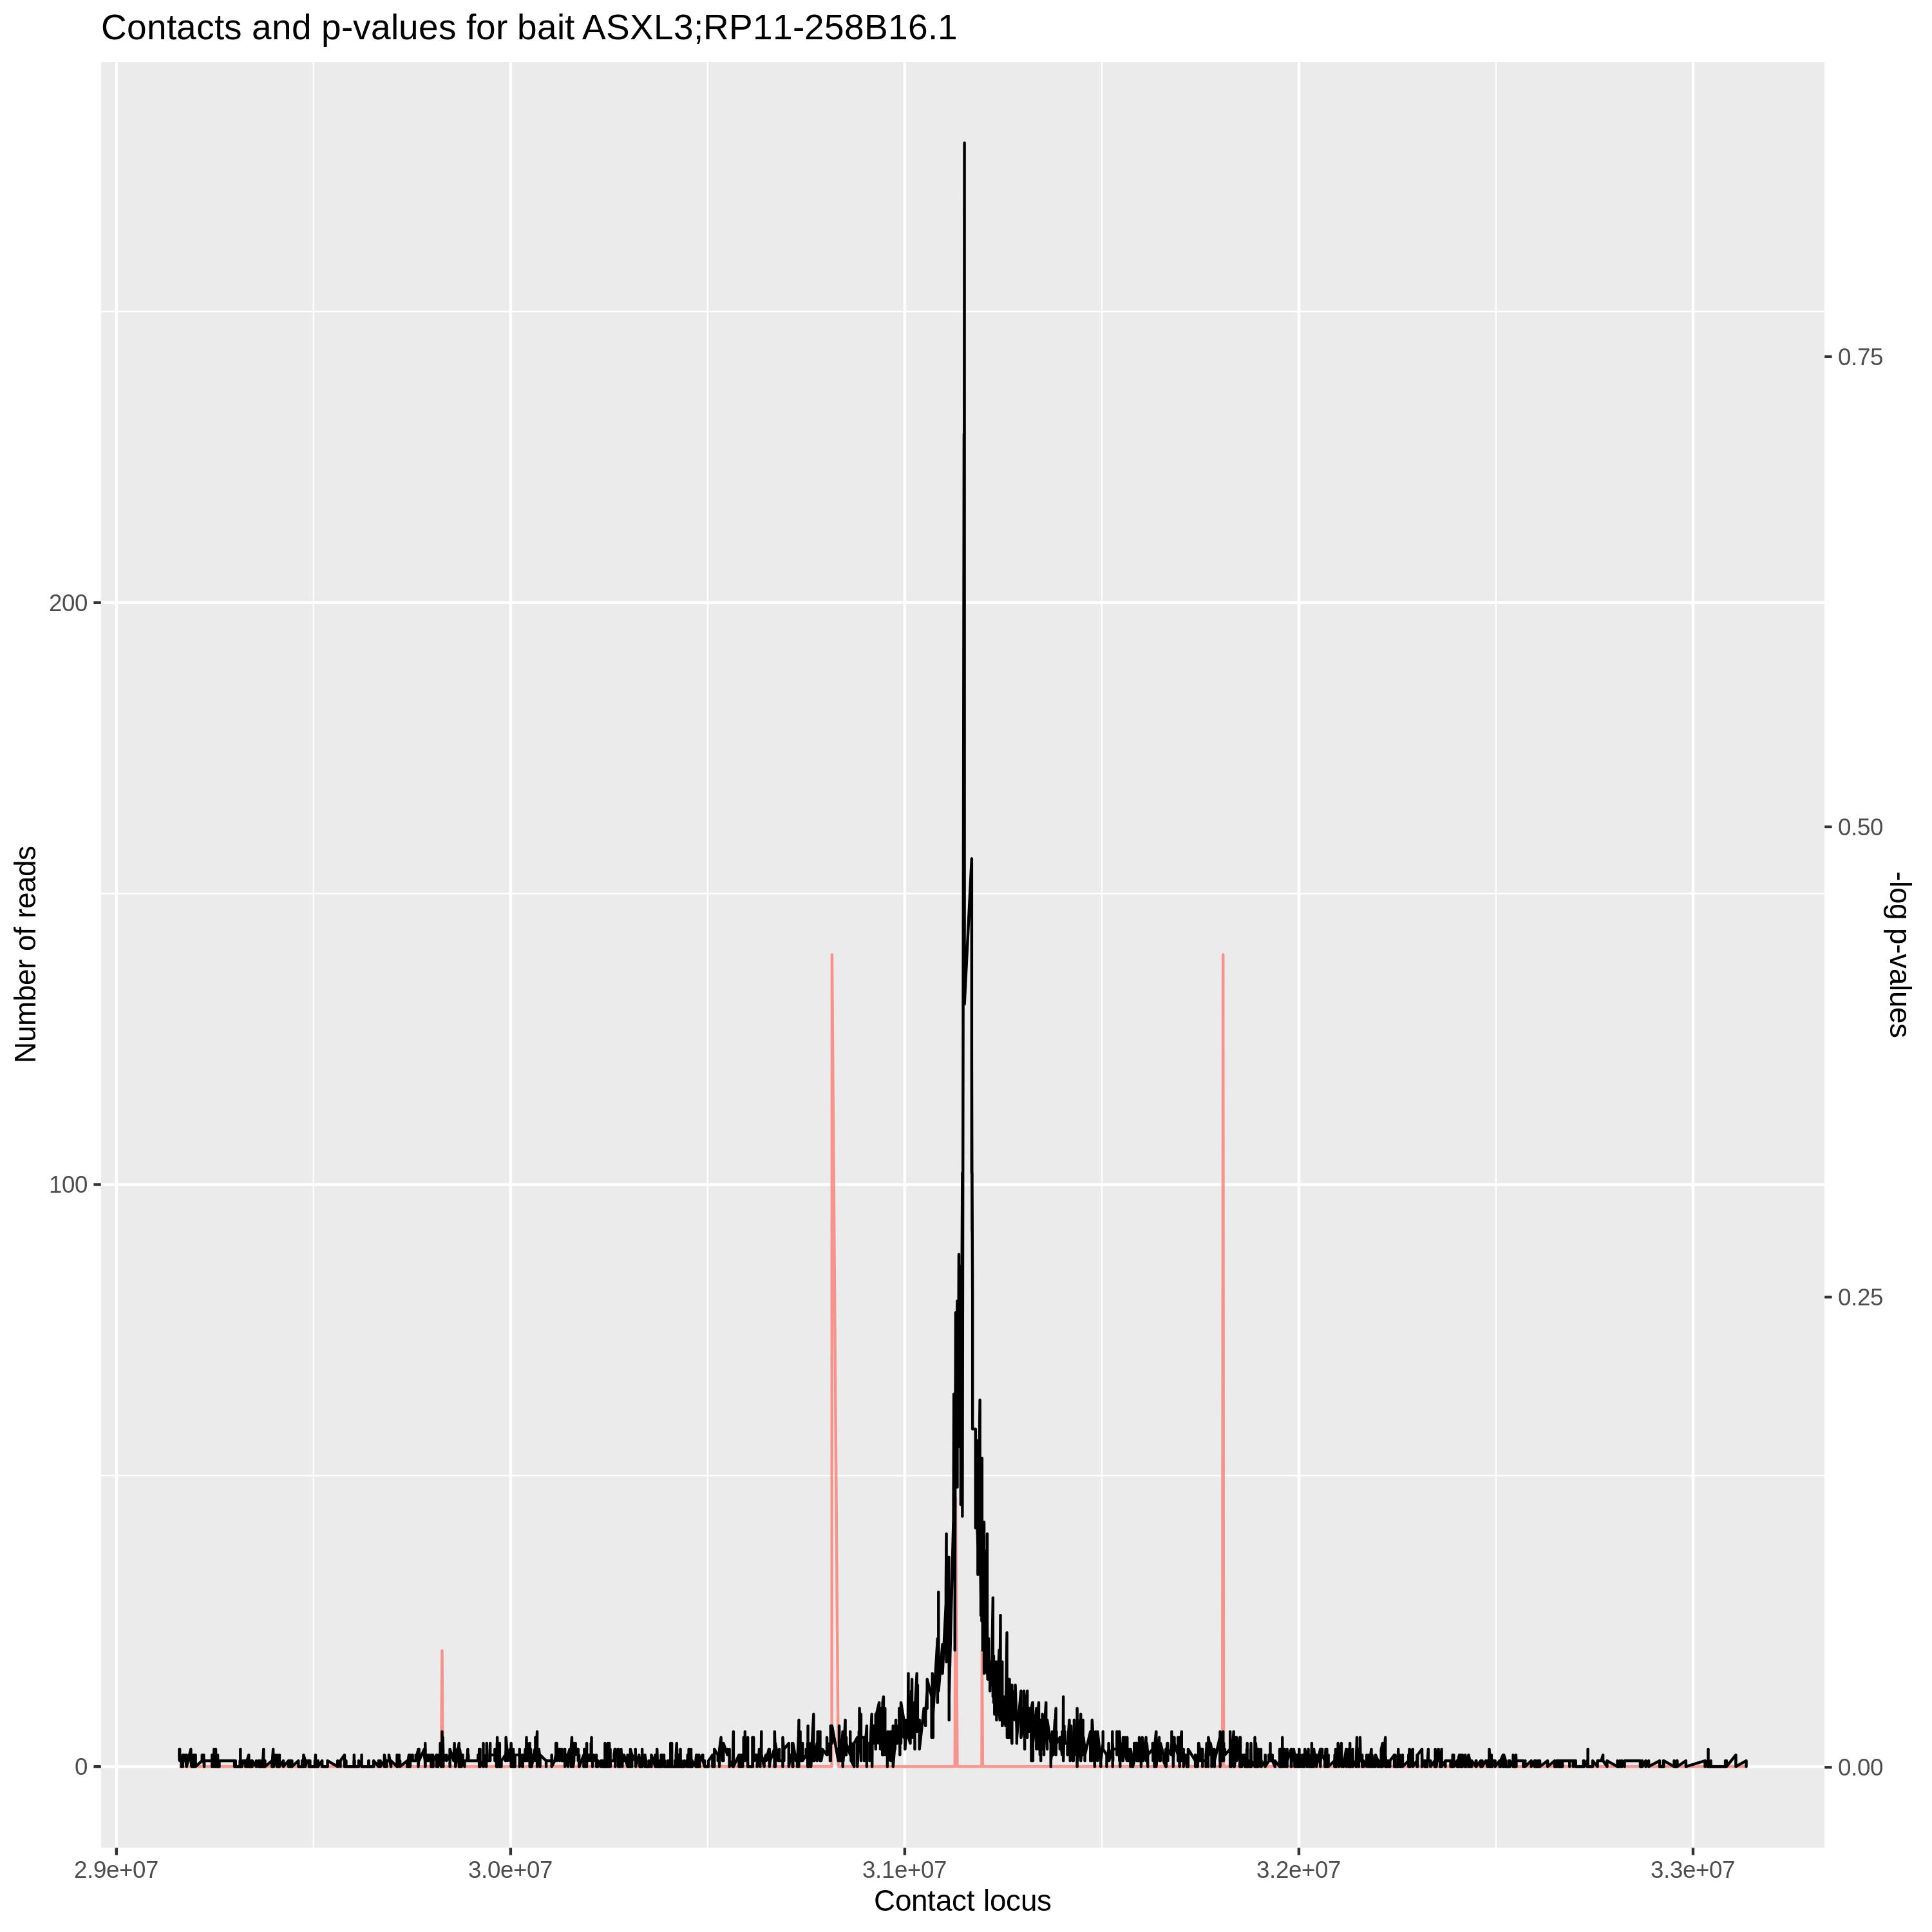 Contacts and p-values for bait ASXL3;RP11-258B16.1
Number of reads
200
100
0
0.75
0.50
0.25
0.00
-log p-values
2.9e+07 3.0e+07 3.1e+07 3.2e+07 3.3e+07
Contact locus